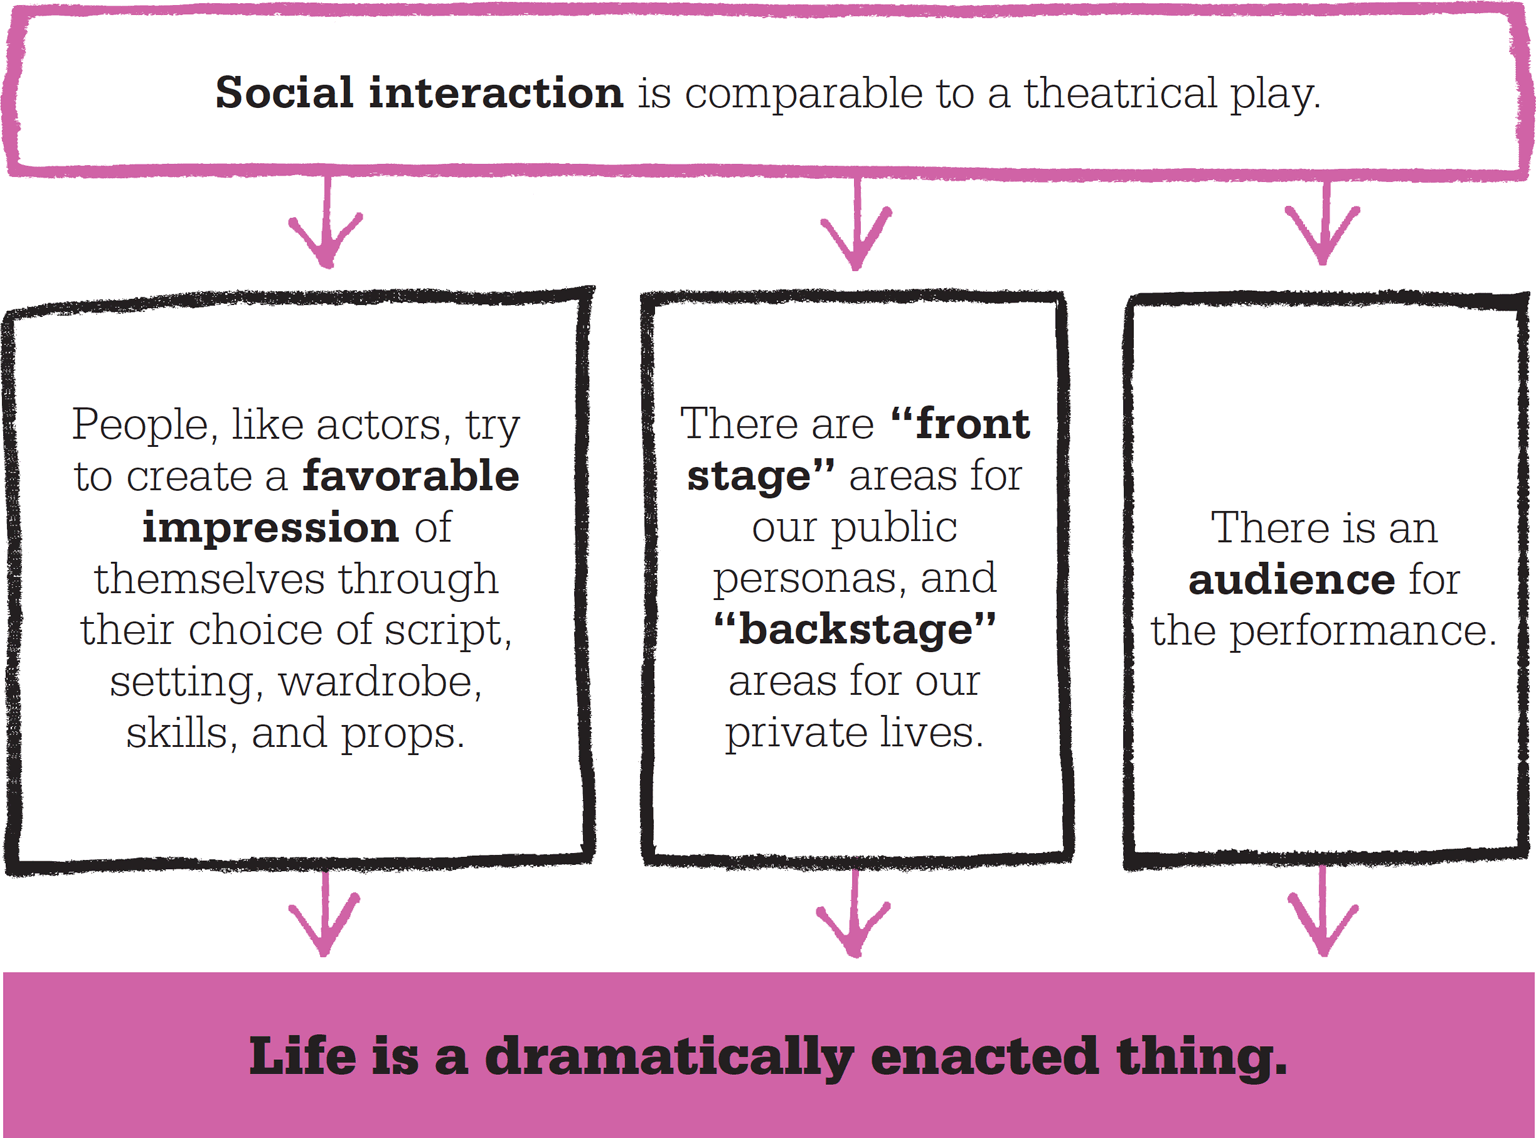 Social interaction is comparable to a theatrical play.
People, like actors, try
to create a favorable
impression of
themselves through
their choice of script,
setting, wardrobe,
skills, and props.
There are “front
stage” areas for
our public
personas, and
“backstage”
areas for our
private lives.
There is an
audience for
the performance.
Life is a dramatically enacted thing.